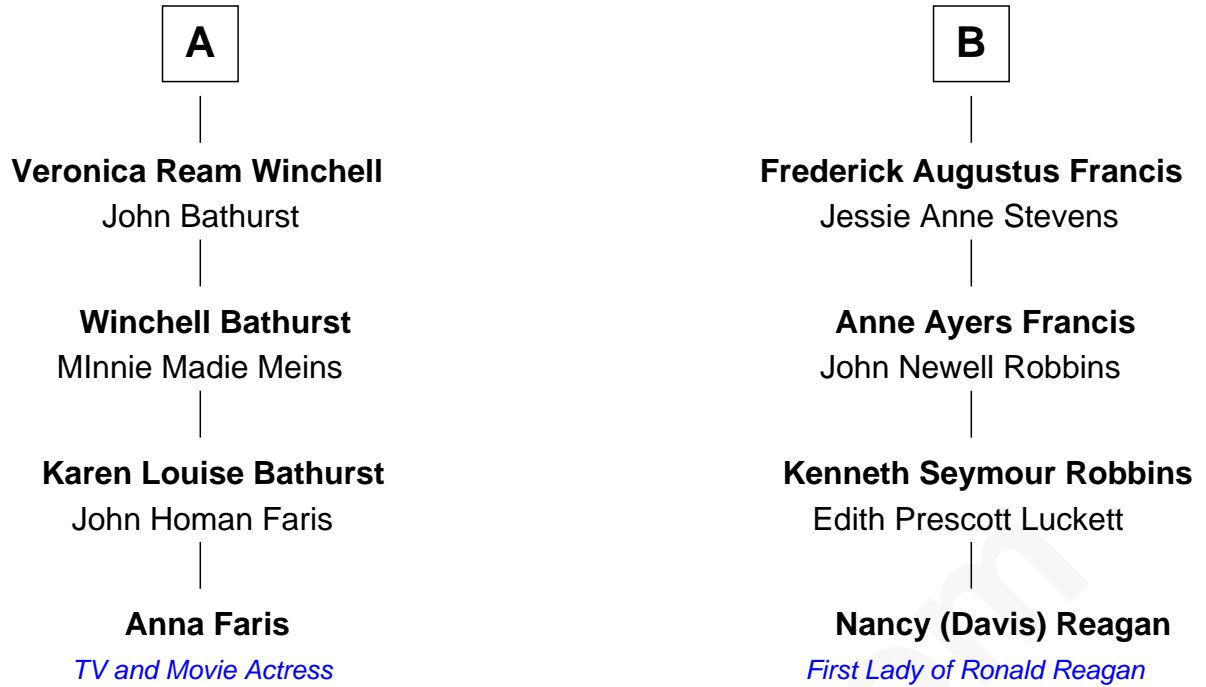 A
Veronica Ream Winchell
John Bathurst
Winchell Bathurst
MInnie Madie Meins
Karen Louise Bathurst
John Homan Faris
Anna Faris
TV and Movie Actress
B
Frederick Augustus Francis
Jessie Anne Stevens
Anne Ayers Francis
John Newell Robbins
Kenneth Seymour Robbins
Edith Prescott Luckett
Nancy (Davis) Reagan
First Lady of Ronald Reagan